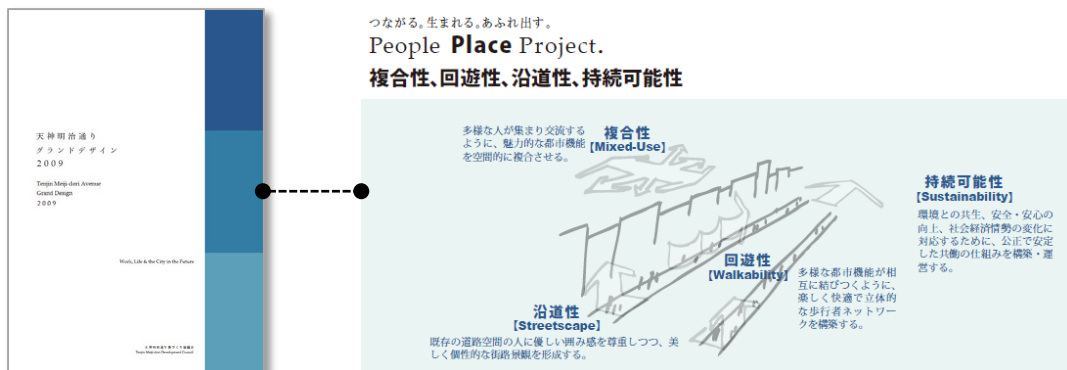 天神明治通り
グランドデザイン
2009
Tenjin Meiji-dori Avenue
Grand Design
2009
Work, Life & the City in the Future
Tenjin Meiji-dori Development Council
つながる。生まれる。あふれ出す。
People Place Project.
複合性、回遊性、沿道性、持続可能性
多様な人が集まり交流する
ように、魅力的な都市機能
を空間的に複合させる。
複合性
【Mixed-Use】
持続可能性
【Sustainability】
環境との共生、安全・安心の
向上、社会経済情勢の変化に
対応するために、公正で安定
した共働の仕組みを構築・運
営する。
回遊性
【Walkability】
多様な都市機能が相
互に結びつくように、
楽しく快適で立体的
な歩行者ネットワー
クを構築する。
沿道性
【Streetscape】
既存の道路空間の人に優しい囲み感を尊重しつつ、美
しく個性的な街路景観を形成する。